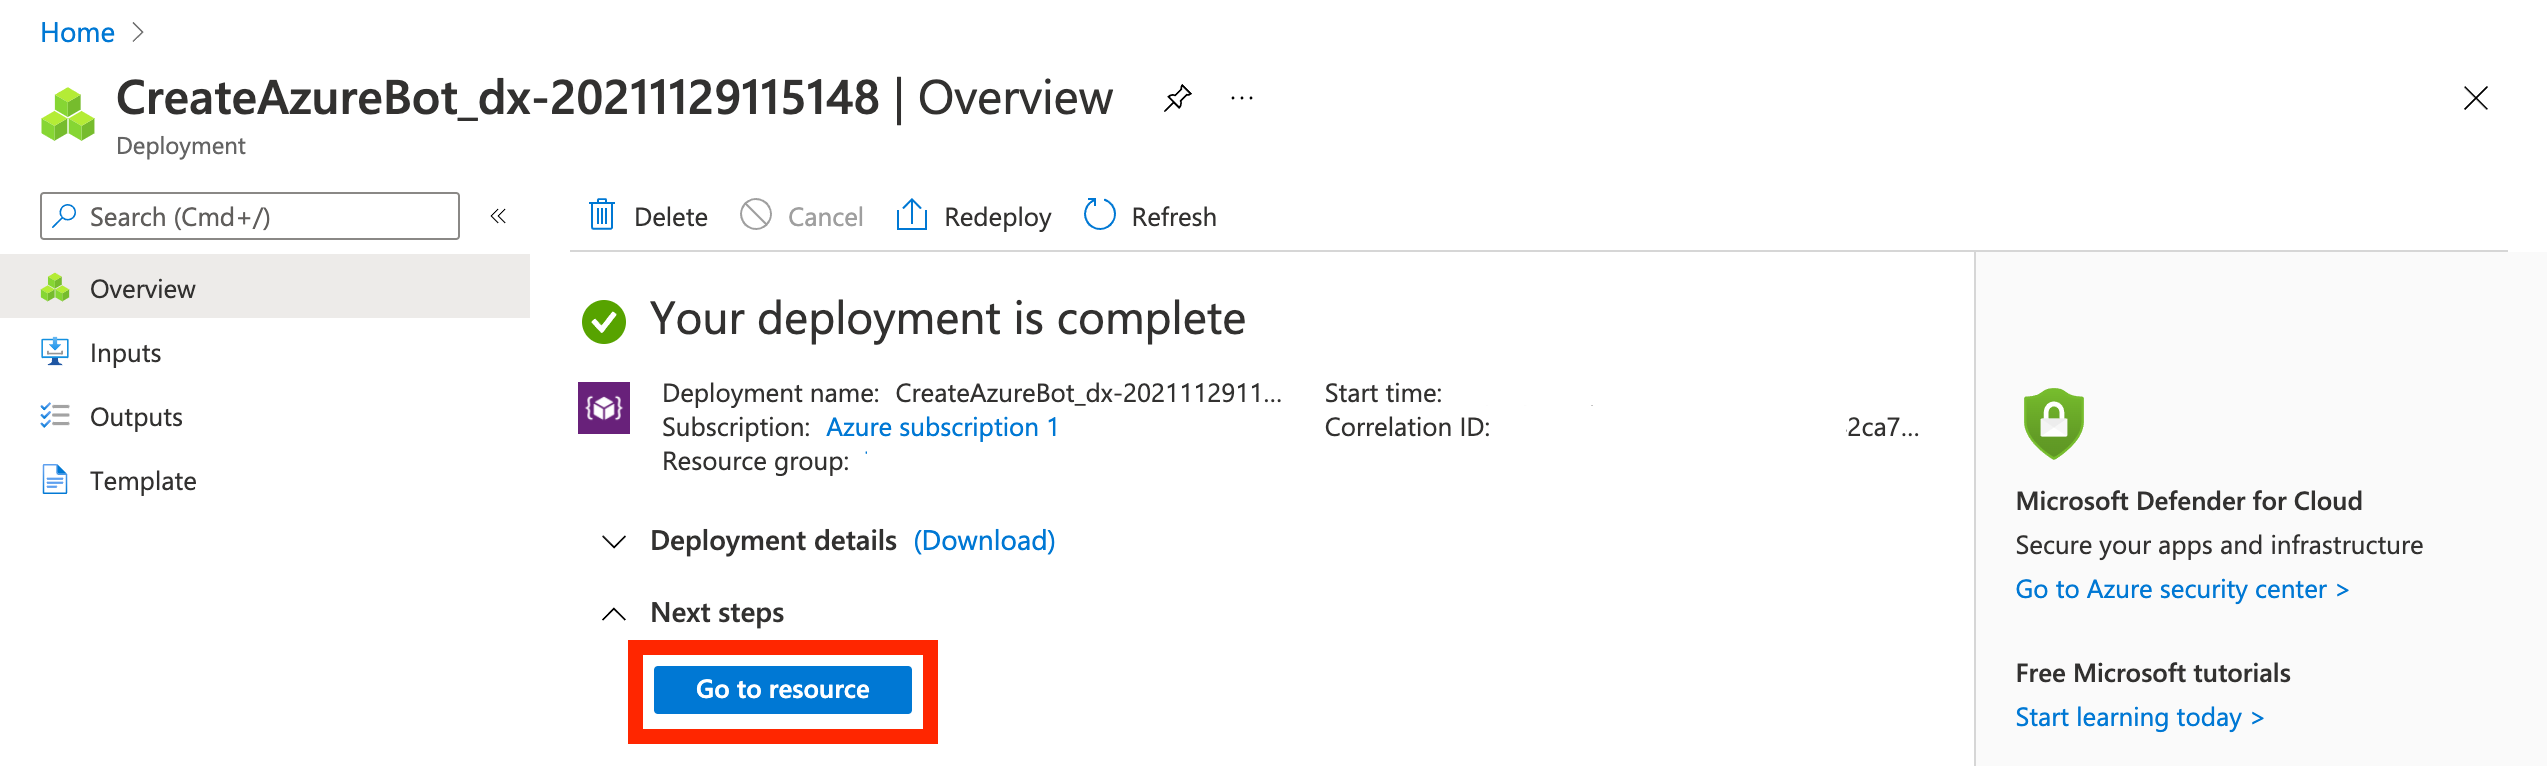 Home
CreateAzureBot_dx-20211129115148 | Overview
Deployment
Search (Cmd+/)
Overview
Inputs
Outputs
Template
Delete Cancel Redeploy Refresh
Your deployment is complete
Deployment name: CreateAzureBot_dx-2021112911...
Subscription: Azure subscription 1
Resource group:
Start time:
Correlation ID: 2ca7...
Deployment details (Download)
Next steps
Go to resource
Microsoft Defender for Cloud
Secure your apps and infrastructure
Go to Azure security center >
Free Microsoft tutorials
Start learning today >